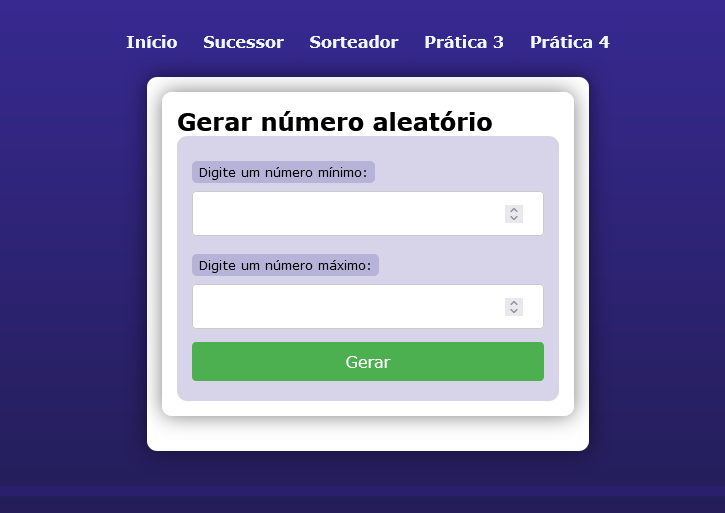 Início Sucessor Sorteador Prática 3 Prática 4
Gerar número aleatório
Digite um número mínimo:
Digite um número máximo:
Gerar